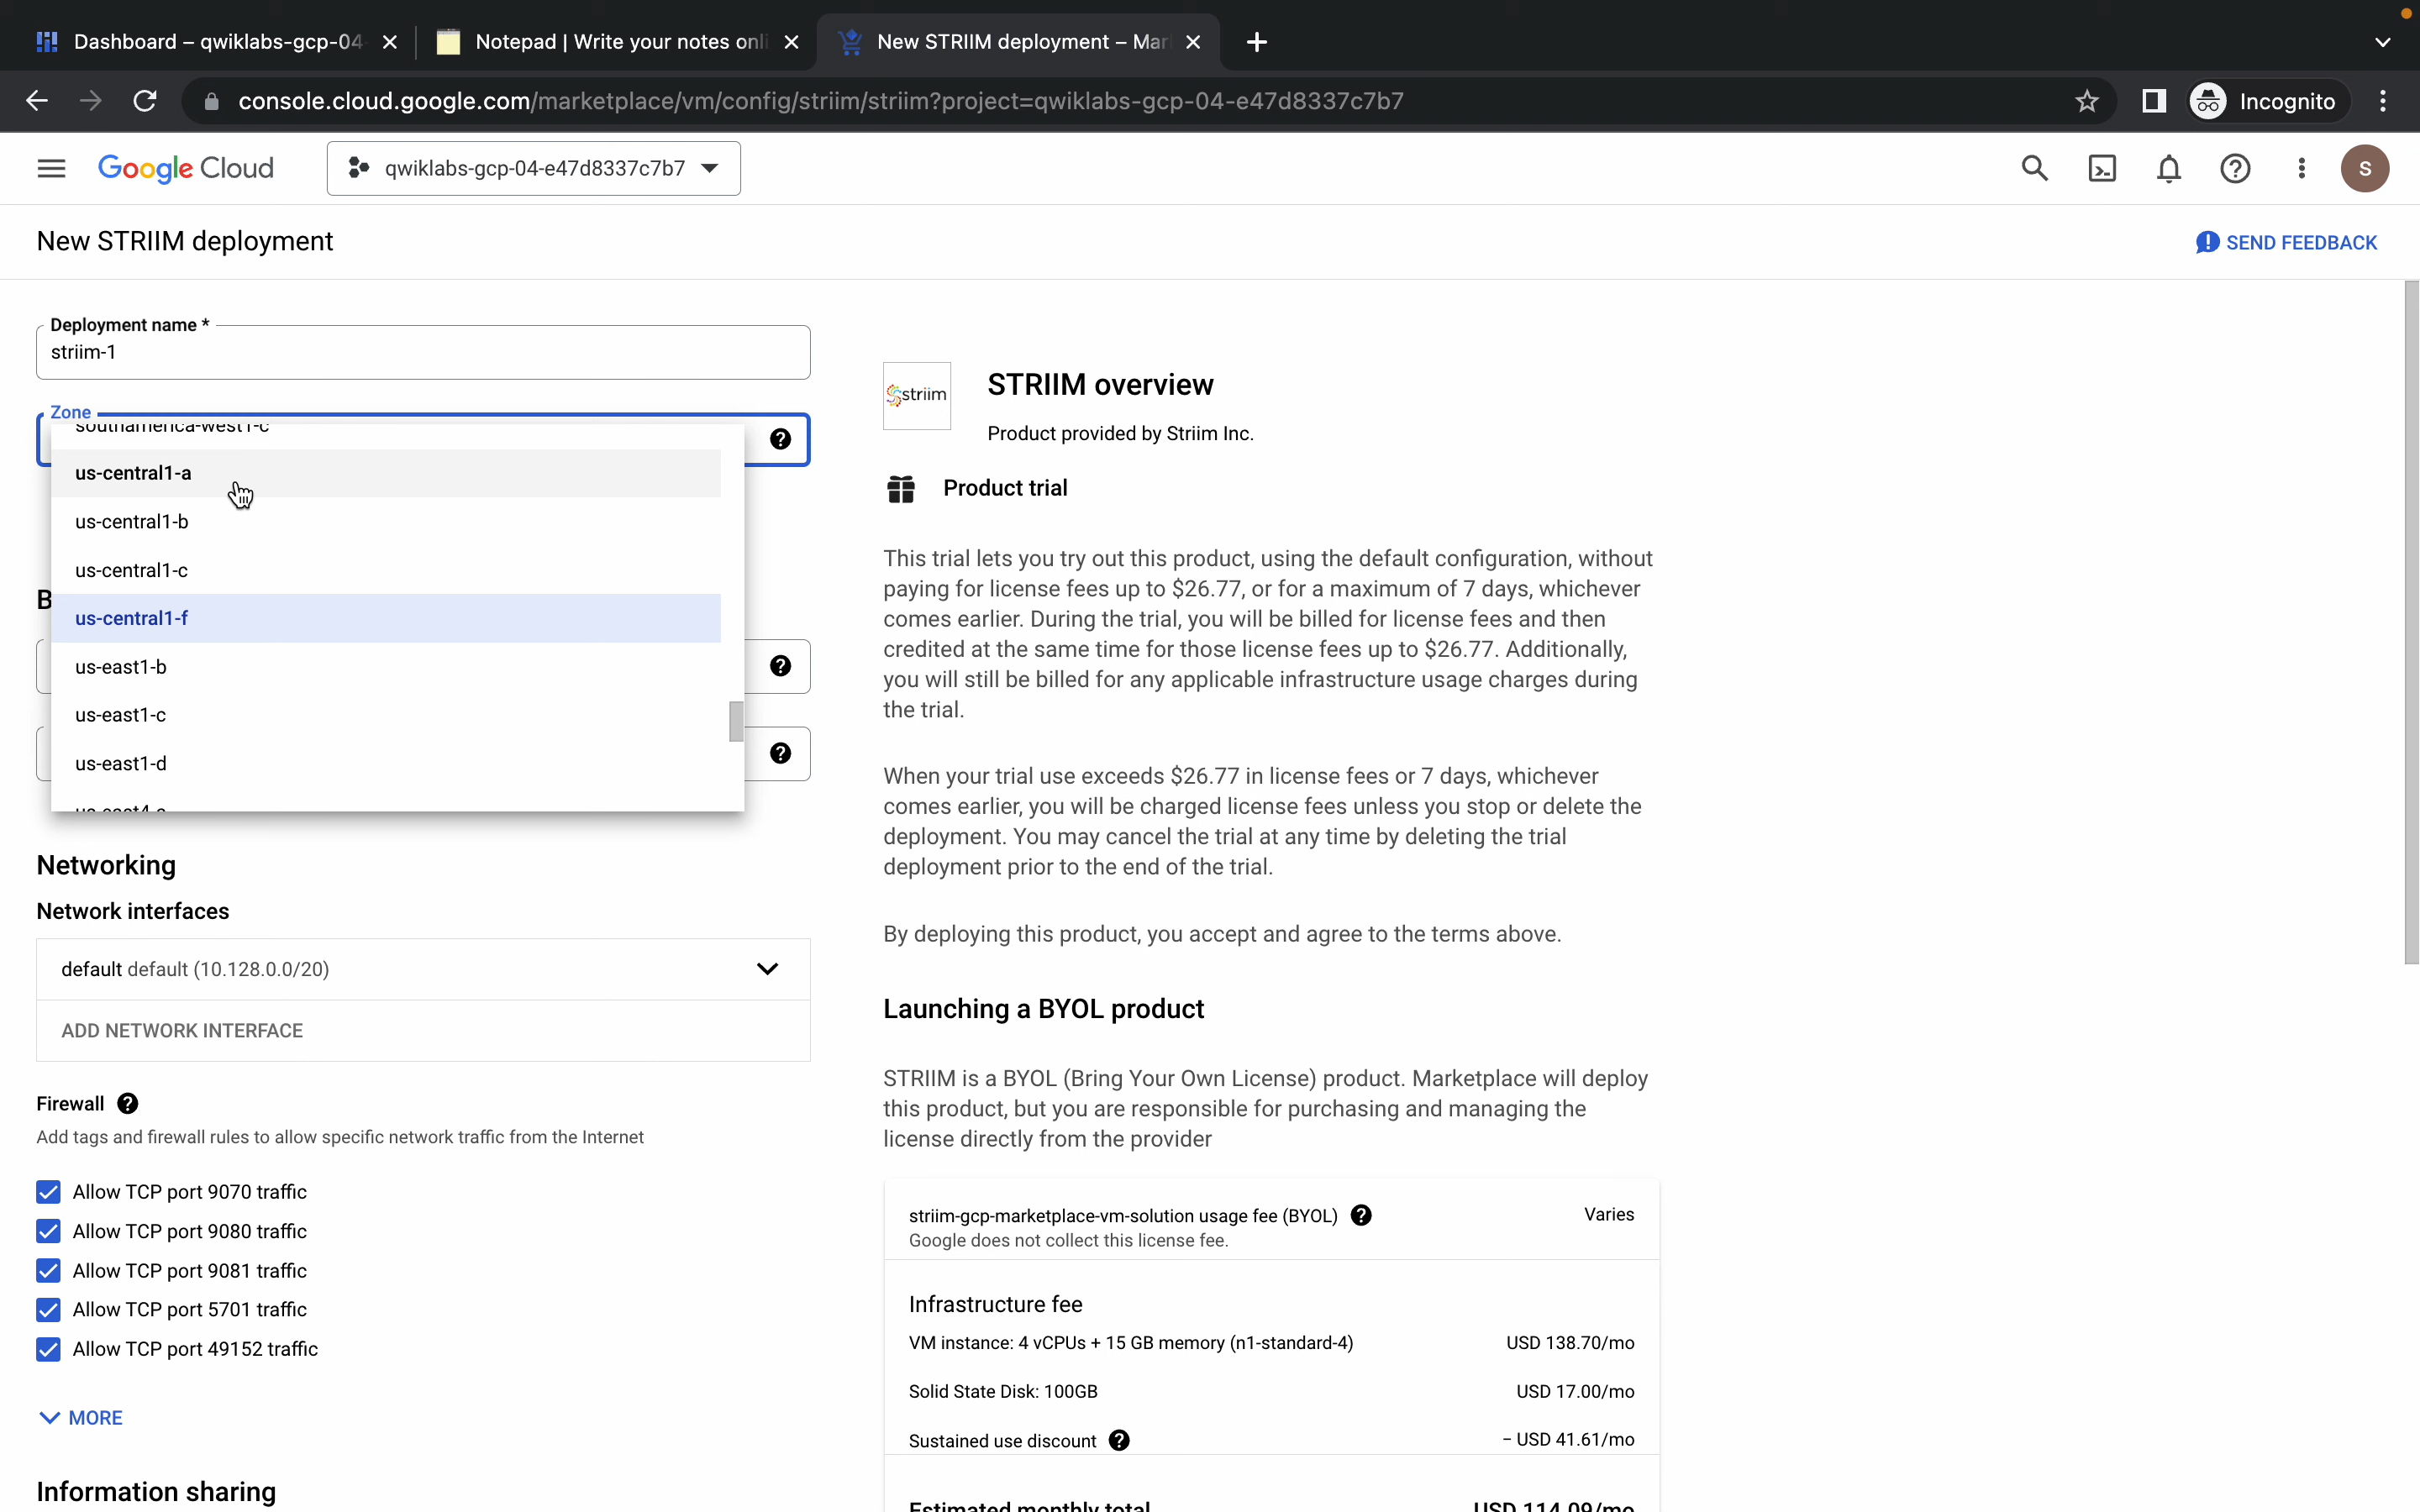 Dashboard – qwiklabs-gcp-04-
Notepad | Write your notes onli
New STRIIM deployment – Mar
console.cloud.google.com/marketplace/vm/config/striim/striim?project=qwiklabs-gcp-04-e47d8337c7b7
Incognito
Google Cloud
qwiklabs-gcp-04-e47d8337c7b7
S
New STRIIM deployment
SEND FEEDBACK
Deployment name *
striim-1
Zone
southamerica-west1-c
us-central1-a
us-central1-b
us-central1-c
us-central1-f
us-east1-b
us-east1-c
us-east1-d
us-east4-a
B
Networking
Network interfaces
default default (10.128.0.0/20)
ADD NETWORK INTERFACE
Firewall
Add tags and firewall rules to allow specific network traffic from the Internet
Allow TCP port 9070 traffic
Allow TCP port 9080 traffic
Allow TCP port 9081 traffic
Allow TCP port 5701 traffic
Allow TCP port 49152 traffic
MORE
Information sharing
striim
STRIIM overview
Product provided by Striim Inc.
Product trial
This trial lets you try out this product, using the default configuration, without
paying for license fees up to $26.77, or for a maximum of 7 days, whichever
comes earlier. During the trial, you will be billed for license fees and then
credited at the same time for those license fees up to $26.77. Additionally,
you will still be billed for any applicable infrastructure usage charges during
the trial.
When your trial use exceeds $26.77 in license fees or 7 days, whichever
comes earlier, you will be charged license fees unless you stop or delete the
deployment. You may cancel the trial at any time by deleting the trial
deployment prior to the end of the trial.
By deploying this product, you accept and agree to the terms above.
Launching a BYOL product
STRIIM is a BYOL (Bring Your Own License) product. Marketplace will deploy
this product, but you are responsible for purchasing and managing the
license directly from the provider
striim-gcp-marketplace-vm-solution usage fee (BYOL) Varies
Google does not collect this license fee.
Infrastructure fee
VM instance: 4 vCPUs + 15 GB memory (n1-standard-4) USD 138.70/mo
Solid State Disk: 100GB USD 17.00/mo
Sustained use discount − USD 41.61/mo
Estimated monthly total USD 114.09/mo